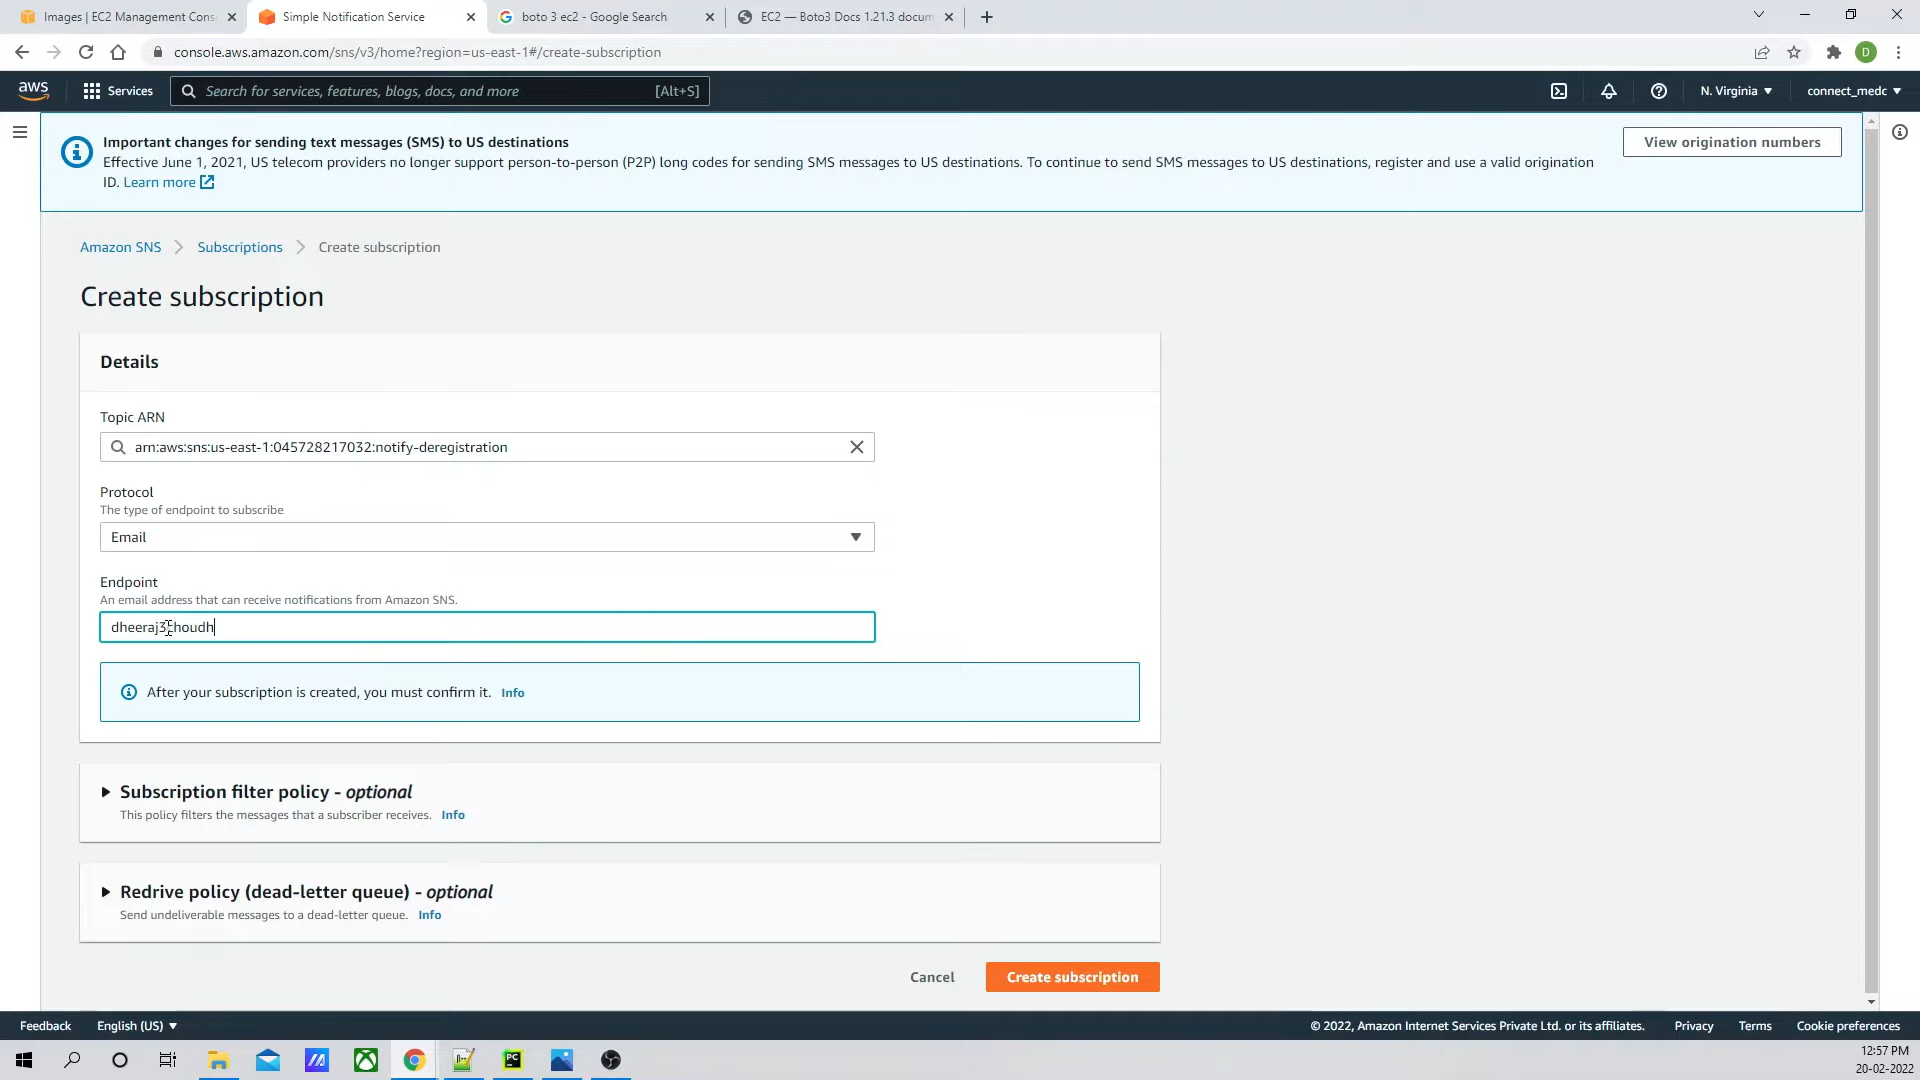 Images | EC2 Management Cons
Simple Notification Service
boto 3 ec2 - Google Search
EC2 — Boto3 Docs 1.21.3 docum
console.aws.amazon.com/sns/v3/home?region=us-east-1#/create-subscription
D
aws
Services
Search for services, features, blogs, docs, and more
[Alt+S]
N. Virginia
connect_medc
Important changes for sending text messages (SMS) to US destinations
Effective June 1, 2021, US telecom providers no longer support person-to-person (P2P) long codes for sending SMS messages to US destinations. To continue to send SMS messages to US destinations, register and use a valid origination
ID. Learn more
View origination numbers
Amazon SNS
Subscriptions
Create subscription
Create subscription
Details
Topic ARN
arn:aws:sns:us-east-1:045728217032:notify-deregistration
Protocol
The type of endpoint to subscribe
Email
Endpoint
An email address that can receive notifications from Amazon SNS.
dheeraj3choudh
After your subscription is created, you must confirm it. Info
Subscription filter policy - optional
This policy filters the messages that a subscriber receives. Info
Redrive policy (dead-letter queue) - optional
Send undeliverable messages to a dead-letter queue. Info
Cancel
Create subscription
Feedback
English (US)
© 2022, Amazon Internet Services Private Ltd. or its affiliates.
Privacy
Terms
Cookie preferences
PC
12:57 PM
20-02-2022